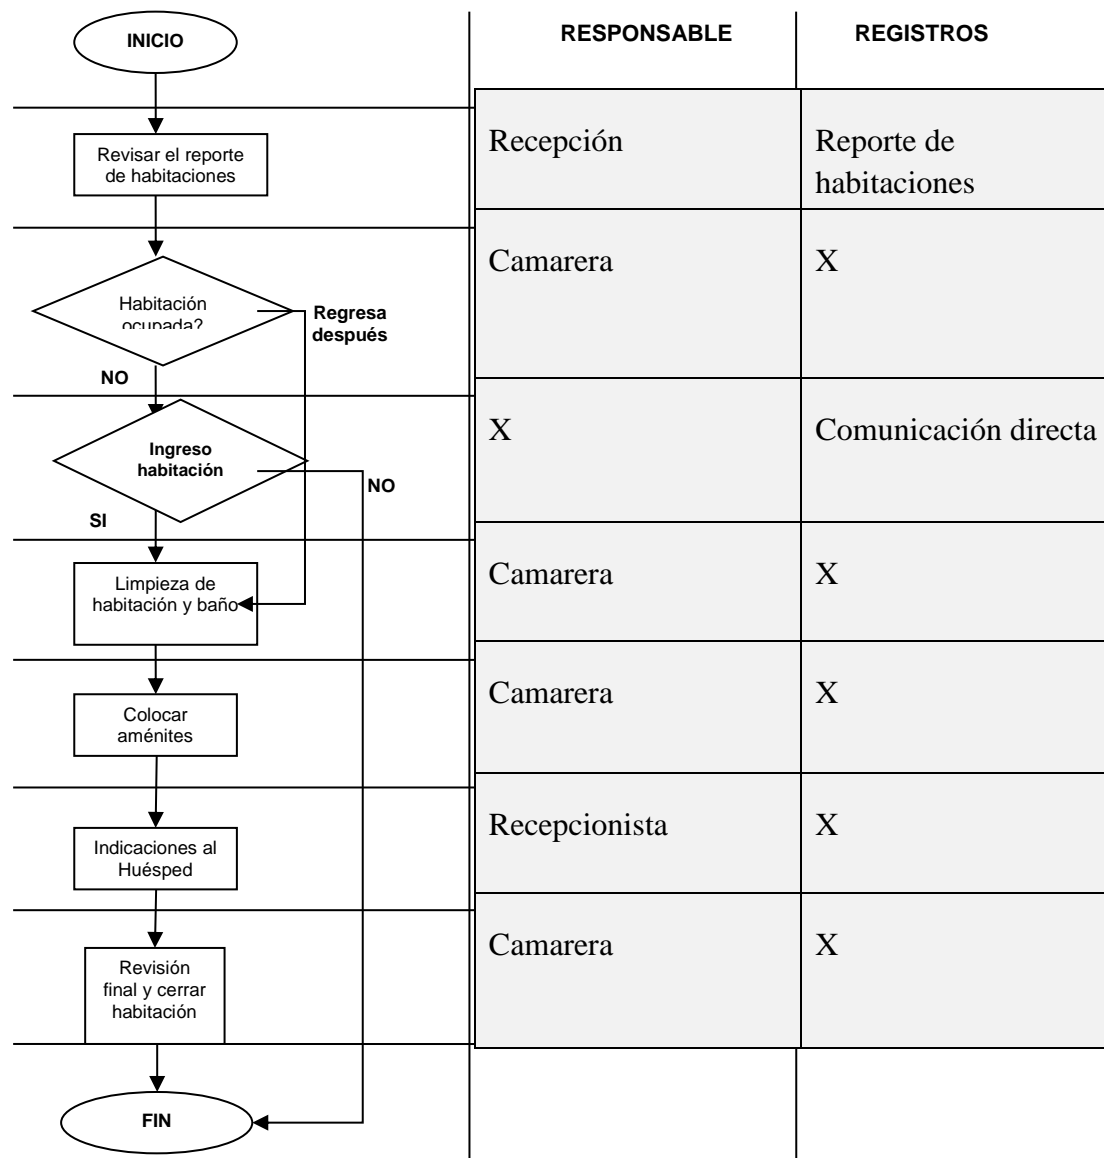 INICIO
RESPONSABLE
REGISTROS
Revisar el reporte
de habitaciones
Recepción
Reporte de
habitaciones
Habitación
ocupada?
Regresa
después
NO
Camarera
X
Ingreso
habitación
NO
SI
X
Comunicación directa
Limpieza de
habitación y baño
Camarera
X
Colocar
aménites
Camarera
X
Indicaciones al
Huésped
Recepcionista
X
Revisión
final y cerrar
habitación
Camarera
X
FIN